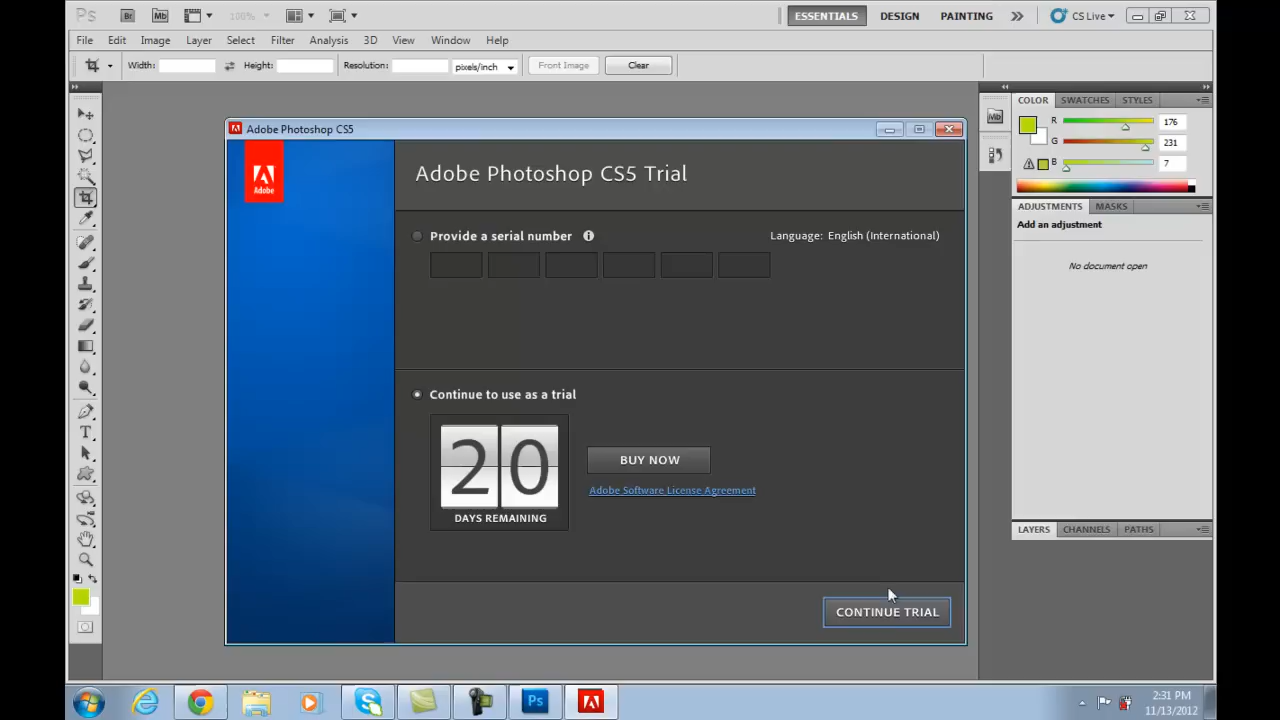 Ps Br Mb 100% ESSENTIALS DESIGN PAINTING CS Live
File Edit Image Layer Select Filter Analysis 3D View Window Help
Width: Height: Resolution: pixels/inch Front Image Clear
COLOR SWATCHES STYLES
Mb
R 176
G 231
B 7
Adobe Photoshop CS5
Adobe
Adobe Photoshop CS5 Trial
Provide a serial number
Language: English (International)
ADJUSTMENTS MASKS
Add an adjustment
No document open
Continue to use as a trial
20
DAYS REMAINING
BUY NOW
Adobe Software License Agreement
CONTINUE TRIAL
LAYERS CHANNELS PATHS
T
Ps
2:31 PM
11/13/2012